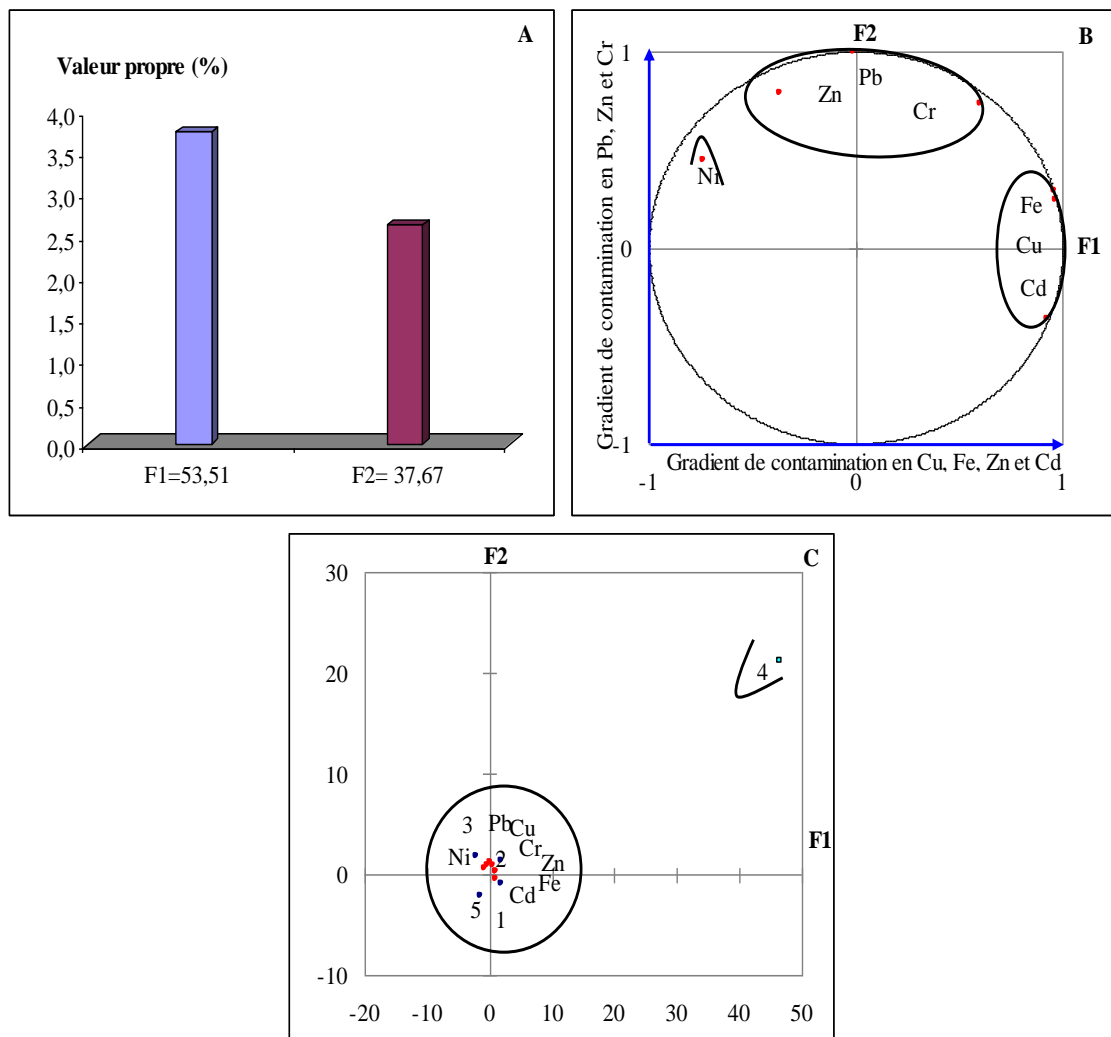 A
Valeur propre (%)
4,0
3,5
3,0
2,5
2,0
1,5
1,0
0,5
0,0
F1=53,51 F2= 37,67
F2 B
Gradient de contamination en Pb, Zn et Cr
1
0
-1
Pb
Zn
Cr
Ni
Fe
Cu
Cd
F1
Gradient de contamination en Cu, Fe, Zn et Cd
-1 0 1
F2 C
30
20
10
0
-10
4
F1
3 Pb Cu
Cr
Ni 2 Zn
Cd Fe
5 1
-20 -10 0 10 20 30 40 50